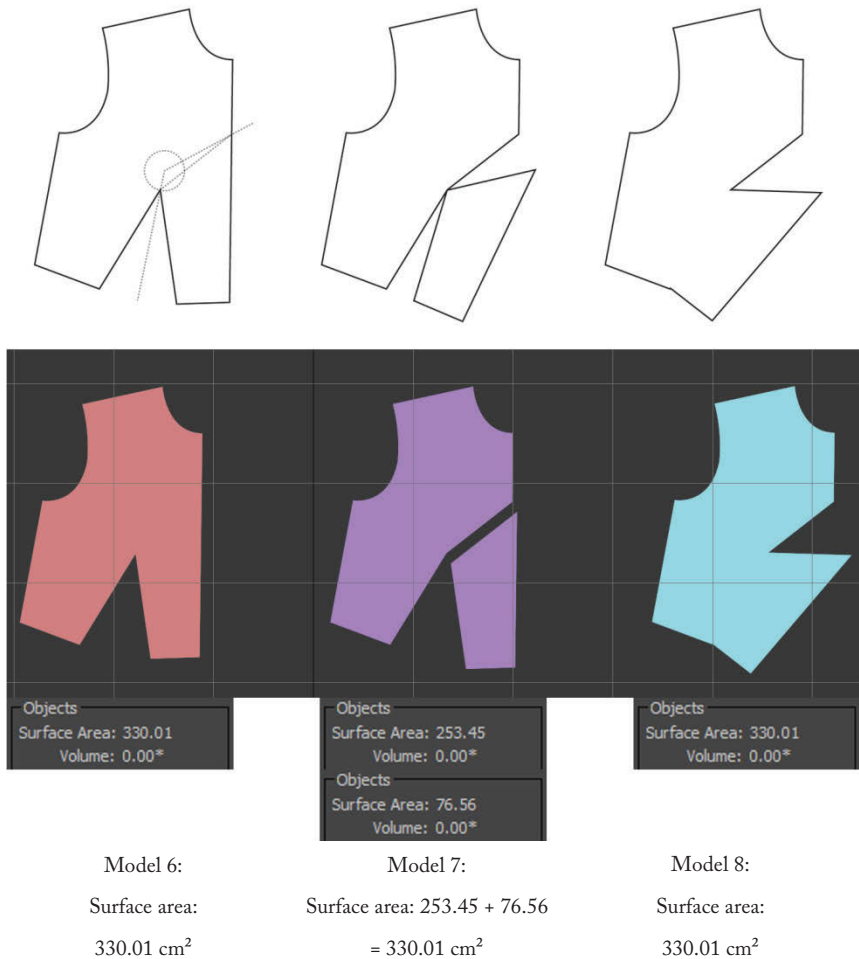 Objects
Surface Area: 330.01
Volume: 0.00*
Objects
Surface Area: 253.45
Volume: 0.00*
Objects
Surface Area: 76.56
Volume: 0.00*
Objects
Surface Area: 330.01
Volume: 0.00*
Model 6:
Surface area:
330.01 cm²
Model 7:
Surface area: 253.45 + 76.56
= 330.01 cm²
Model 8:
Surface area:
330.01 cm²